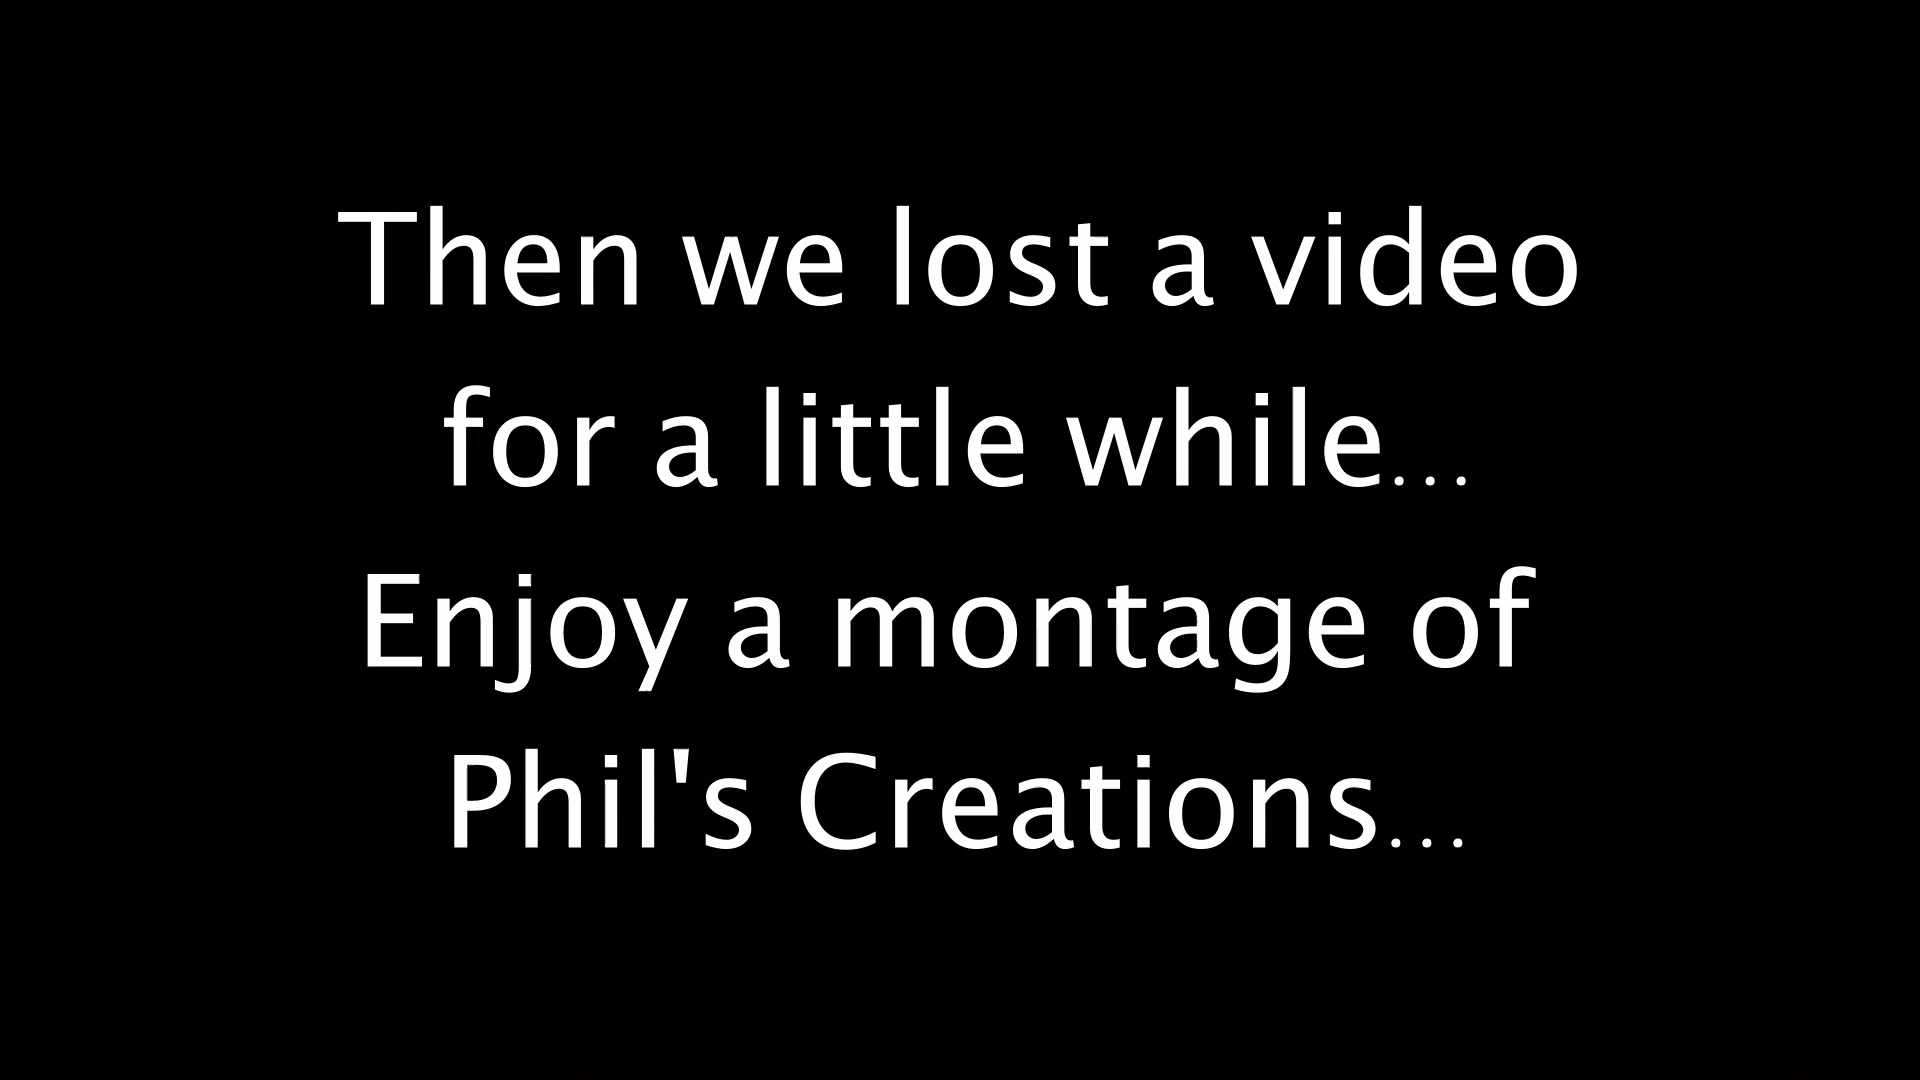 Then we lost a video
for a little while...
Enjoy a montage of
Phil's Creations...